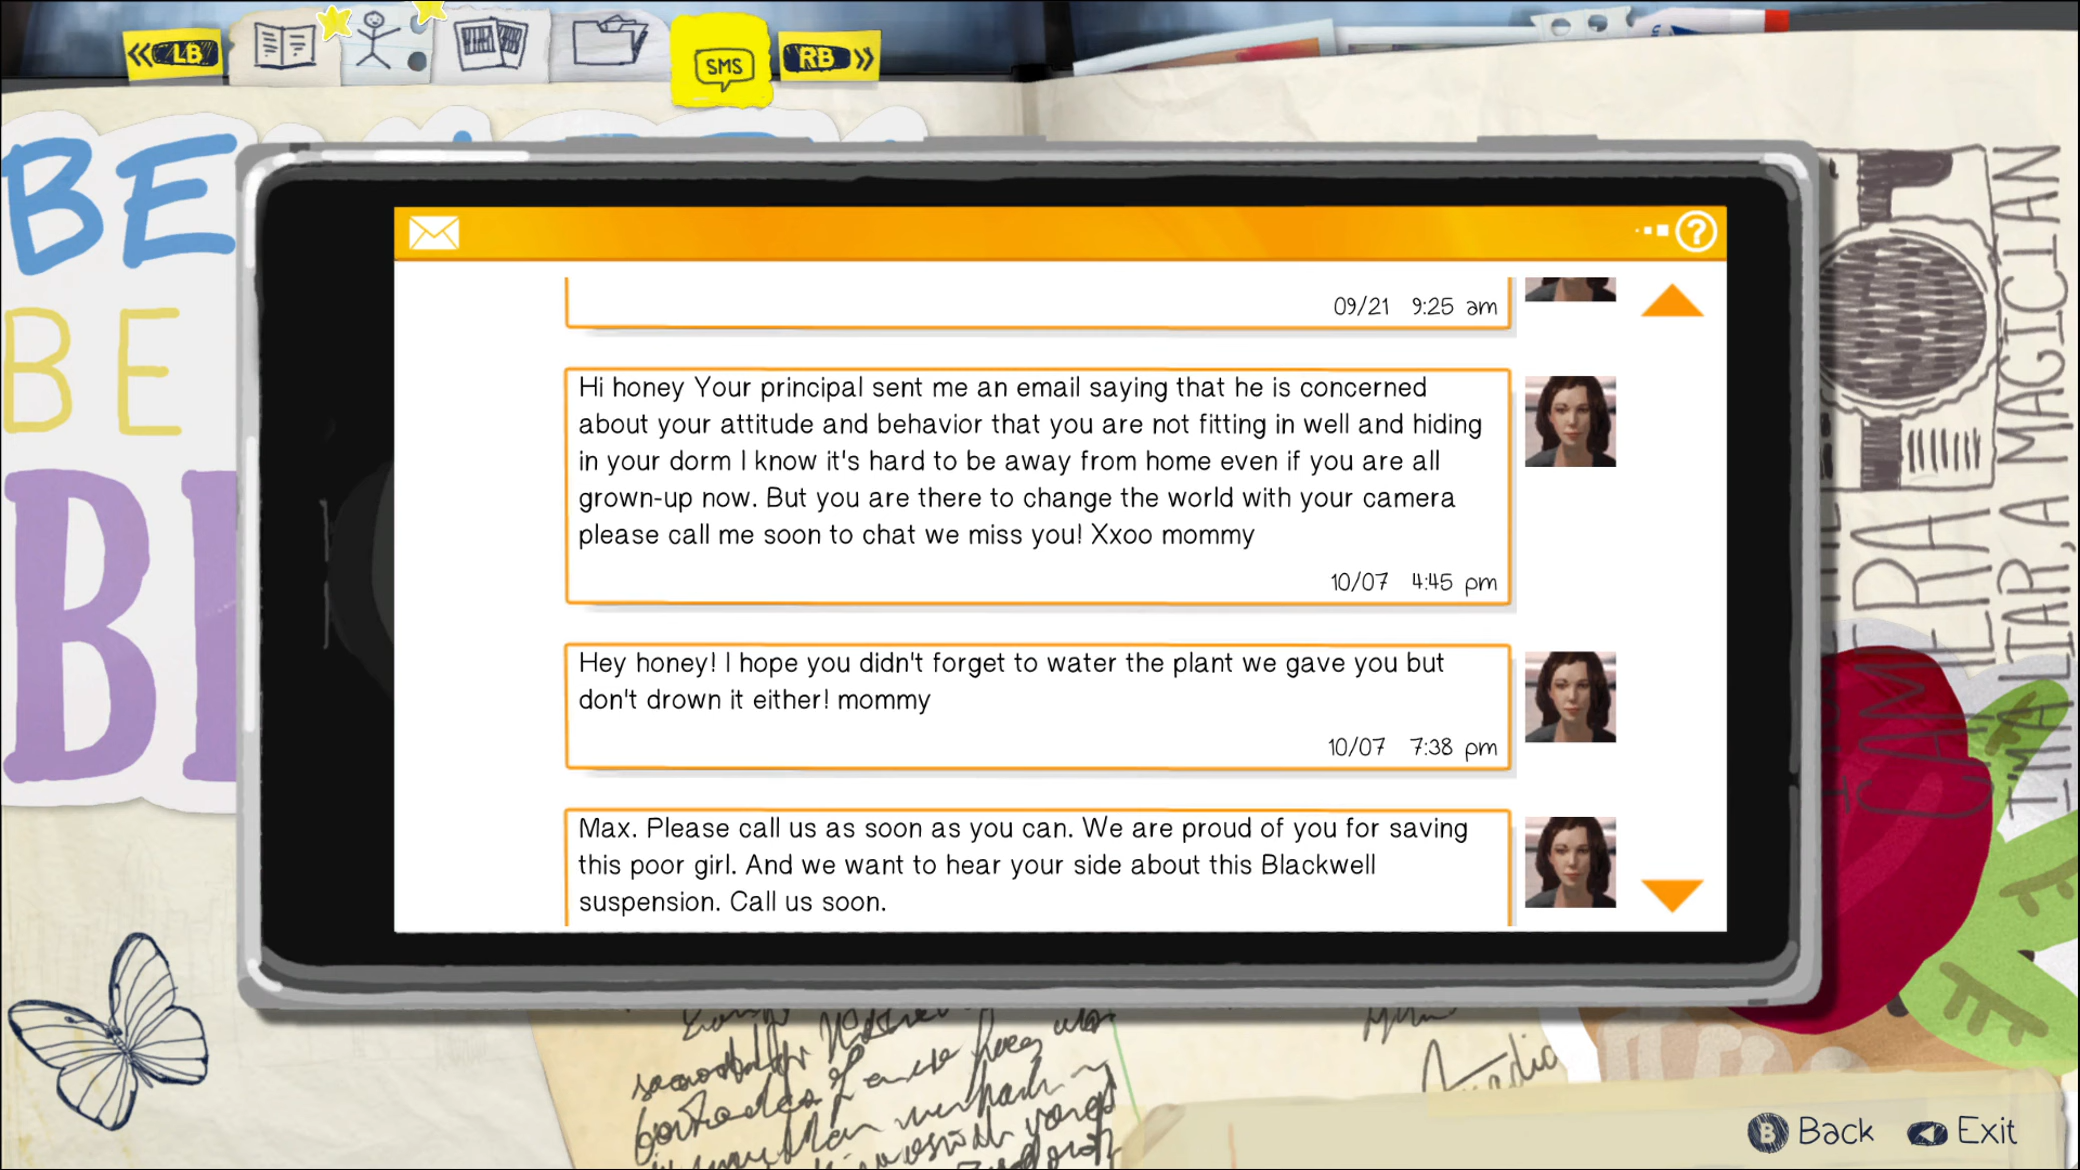 LB
SMS
RB
BE
BE
09/21 9:25 am
Hi honey Your principal sent me an email saying that he is concerned
about your attitude and behavior that you are not fitting in well and hiding
in your dorm I know it's hard to be away from home even if you are all
grown-up now. But you are there to change the world with your camera
please call me soon to chat we miss you! Xxoo mommy
10/07 4:45 pm
Hey honey! I hope you didn't forget to water the plant we gave you but
don't drown it either! mommy
10/07 7:38 pm
Max. Please call us as soon as you can. We are proud of you for saving
this poor girl. And we want to hear your side about this Blackwell
suspension. Call us soon.
CAMERA
LIAR, A MAGICIAN
B Back
Exit